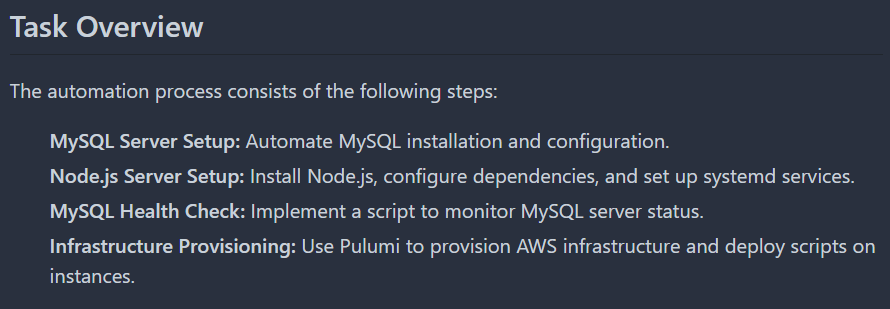 Task Overview
The automation process consists of the following steps:
MySQL Server Setup: Automate MySQL installation and configuration.
Node.js Server Setup: Install Node.js, configure dependencies, and set up systemd services.
MySQL Health Check: Implement a script to monitor MySQL server status.
Infrastructure Provisioning: Use Pulumi to provision AWS infrastructure and deploy scripts on
instances.